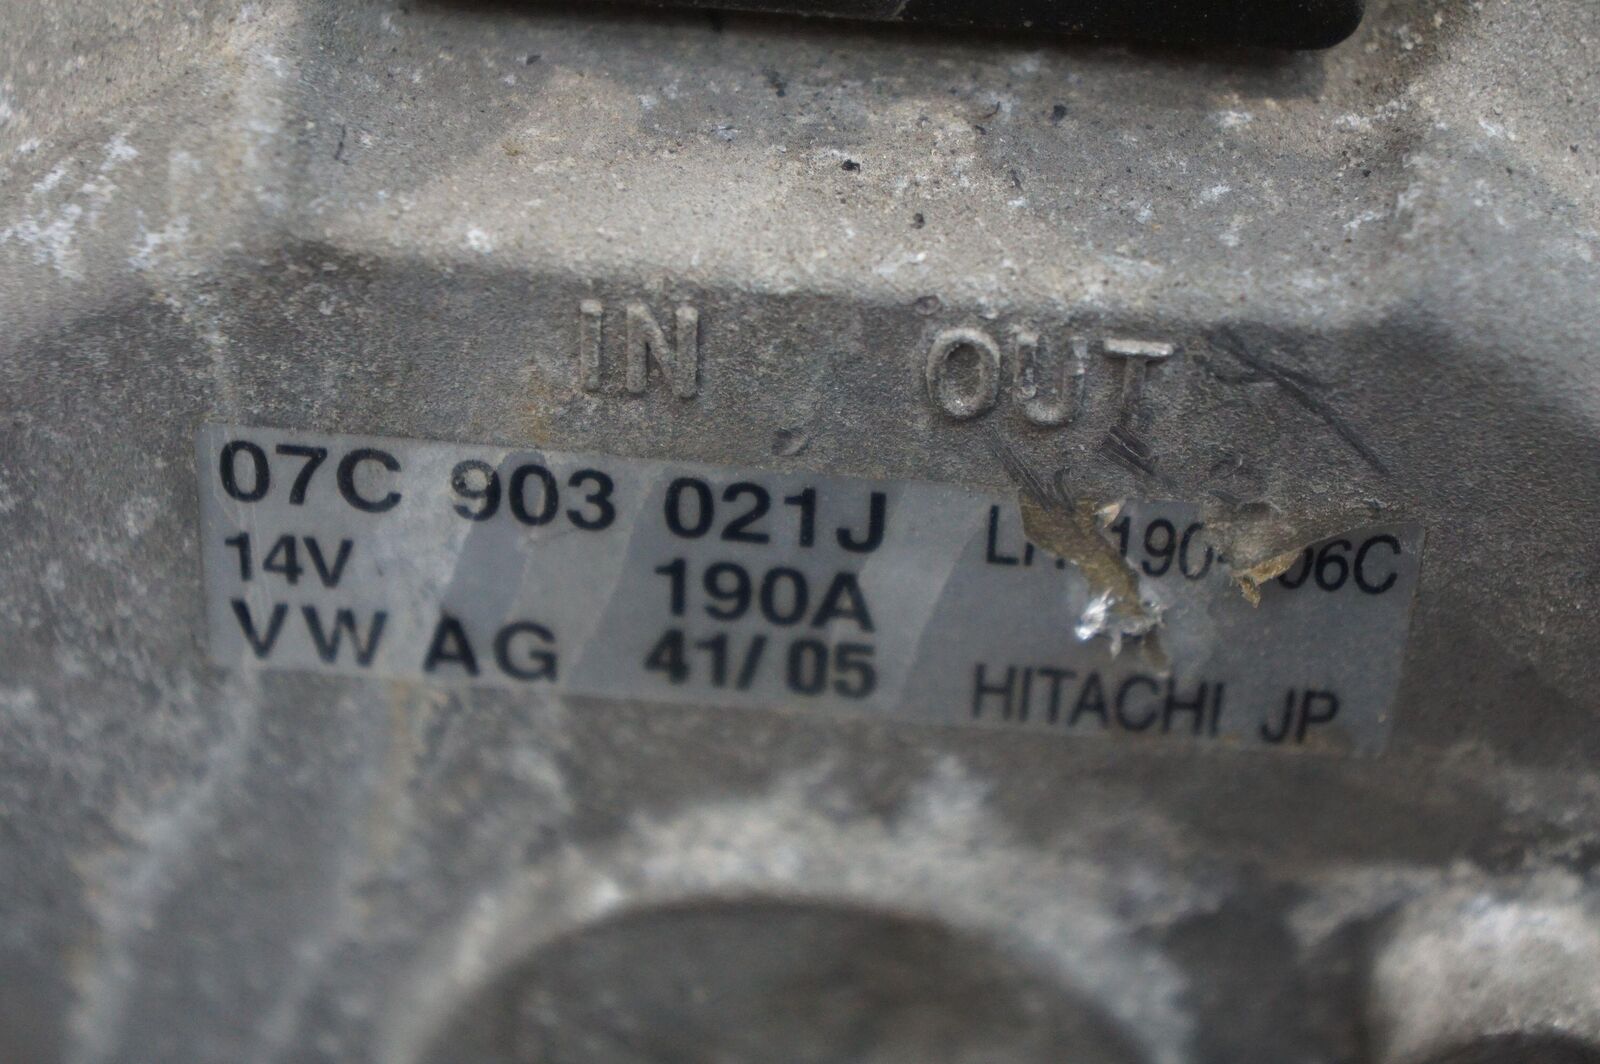 IN OUT
07C 903 021J
14V 190A
VW AG 41/05 HITACHI JP